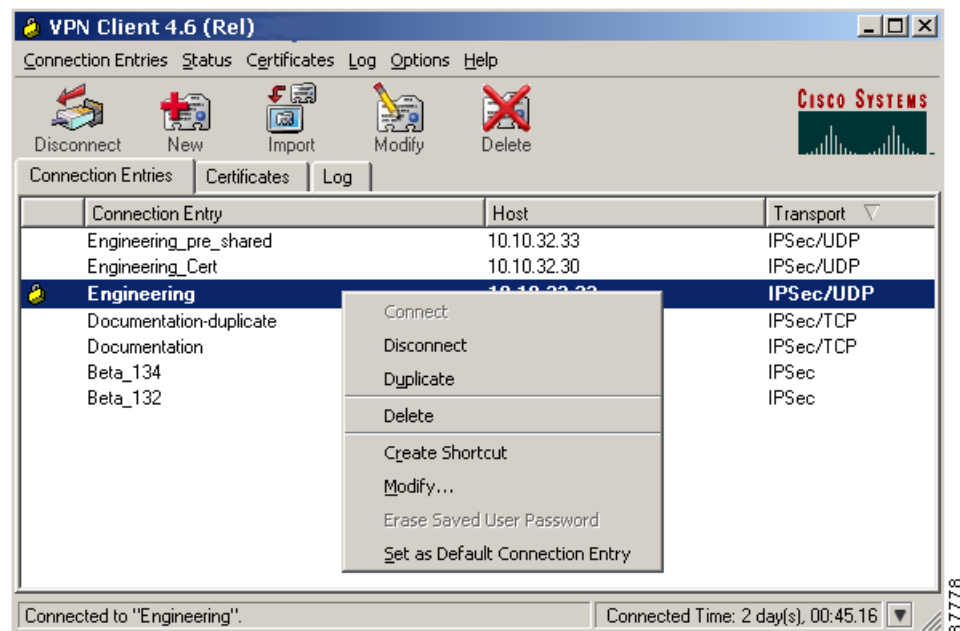 VPN Client 4.6 (Rel)
Connection Entries Status Certificates Log Options Help
CISCO SYSTEMS
Disconnect New Import Modify Delete
Connection Entries Certificates Log
Connection Entry Host Transport
Engineering_pre_shared 10.10.32.33 IPSec/UDP
Engineering_Cert 10.10.32.30 IPSec/UDP
Engineering IPSec/UDP
Documentation-duplicate IPSec/TCP
Documentation IPSec/TCP
Beta_134 IPSec
Beta_132 IPSec
Connect
Disconnect
Duplicate
Delete
Create Shortcut
Modify...
Erase Saved User Password
Set as Default Connection Entry
Connected to "Engineering". Connected Time: 2 day(s), 00:45.16
87778